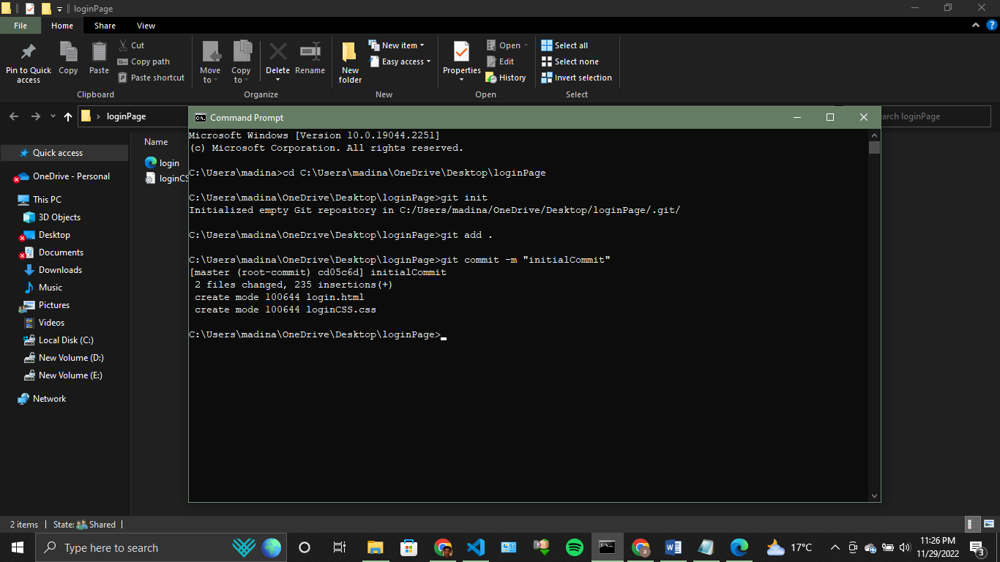 loginPage
File Home Share View
Pin to Quick access
Copy
Paste
Cut
Copy path
Paste shortcut
Clipboard
Move to
Copy to
Delete
Rename
Organize
New folder
New item
Easy access
New
Properties
Open
Edit
History
Open
Select all
Select none
Invert selection
Select
loginPage
earch loginPage
Quick access
OneDrive - Personal
This PC
3D Objects
Desktop
Documents
Downloads
Music
Pictures
Videos
Local Disk (C:)
New Volume (D:)
New Volume (E:)
Network
Name
login
loginCS
Command Prompt
Microsoft Windows [Version 10.0.19044.2251]
(c) Microsoft Corporation. All rights reserved.
C:\Users\madina>cd C:\Users\madina\OneDrive\Desktop\loginPage
C:\Users\madina\OneDrive\Desktop\loginPage>git init
Initialized empty Git repository in C:/Users/madina/OneDrive/Desktop/loginPage/.git/
C:\Users\madina\OneDrive\Desktop\loginPage>git add .
C:\Users\madina\OneDrive\Desktop\loginPage>git commit -m "initialCommit"
[master (root-commit) cd05c6d] initialCommit
 2 files changed, 235 insertions(+)
 create mode 100644 login.html
 create mode 100644 loginCSS.css
C:\Users\madina\OneDrive\Desktop\loginPage>
2 items State: Shared
Type here to search
17°C
11:26 PM
11/29/2022
3